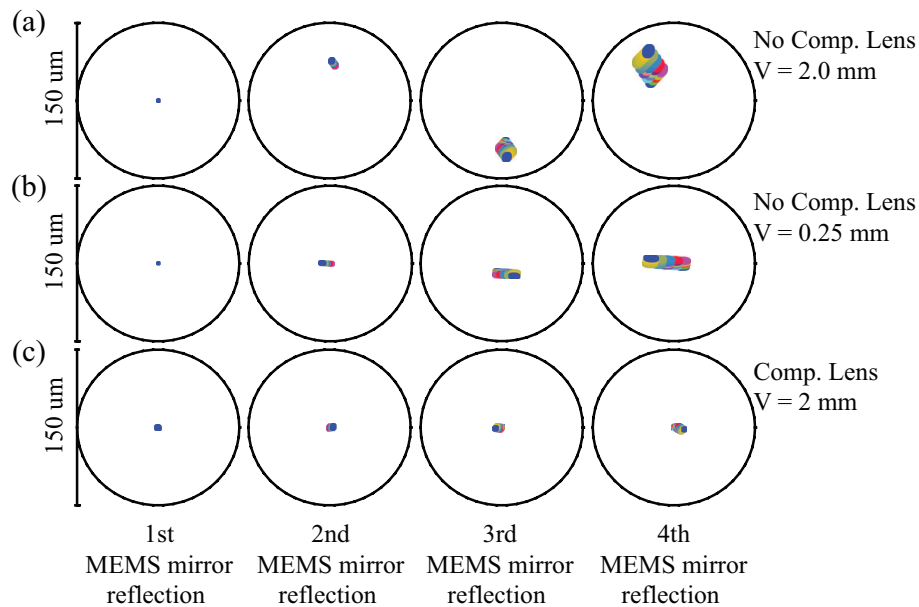 (a)
150 um
No Comp. Lens
V = 2.0 mm
(b)
150 um
No Comp. Lens
V = 0.25 mm
(c)
150 um
Comp. Lens
V = 2 mm
1st
MEMS mirror
reflection
2nd
MEMS mirror
reflection
3rd
MEMS mirror
reflection
4th
MEMS mirror
reflection